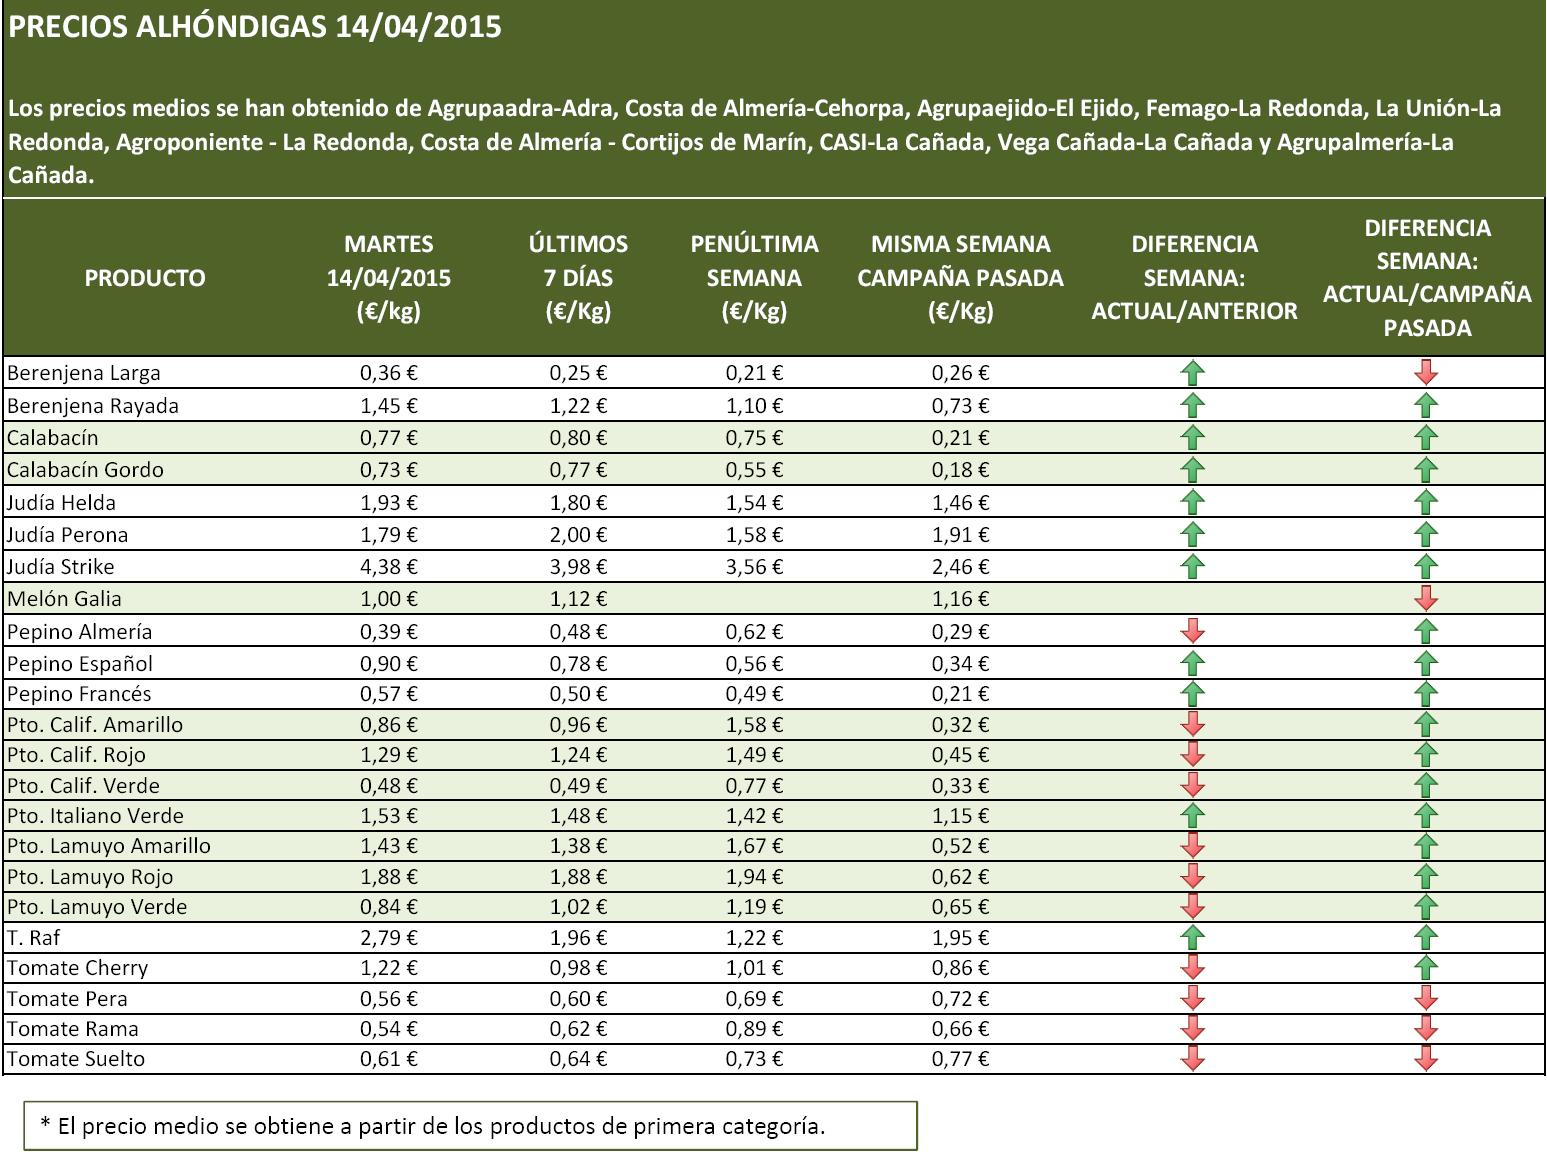 PRECIOS ALHÓNDIGAS 14/04/2015
Los precios medios se han obtenido de Agrupaadra-Adra, Costa de Almería-Cehorpa, Agrupaejido-El Ejido, Femago-La Redonda, La Unión-La
Redonda, Agroponiente - La Redonda, Costa de Almería - Cortijos de Marín, CASI-La Cañada, Vega Cañada-La Cañada y Agrupalmería-La
Cañada.
PRODUCTO
MARTES
14/04/2015
(€/kg)
ÚLTIMOS
7 DÍAS
(€/Kg)
PENÚLTIMA
SEMANA
(€/Kg)
MISMA SEMANA
CAMPAÑA PASADA
(€/Kg)
DIFERENCIA
SEMANA:
ACTUAL/ANTERIOR
DIFERENCIA
SEMANA:
ACTUAL/CAMPAÑA
PASADA
Berenjena Larga 0,36 € 0,25 € 0,21 € 0,26 €
Berenjena Rayada 1,45 € 1,22 € 1,10 € 0,73 €
Calabacín 0,77 € 0,80 € 0,75 € 0,21 €
Calabacín Gordo 0,73 € 0,77 € 0,55 € 0,18 €
Judía Helda 1,93 € 1,80 € 1,54 € 1,46 €
Judía Perona 1,79 € 2,00 € 1,58 € 1,91 €
Judía Strike 4,38 € 3,98 € 3,56 € 2,46 €
Melón Galia 1,00 € 1,12 € 1,16 €
Pepino Almería 0,39 € 0,48 € 0,62 € 0,29 €
Pepino Español 0,90 € 0,78 € 0,56 € 0,34 €
Pepino Francés 0,57 € 0,50 € 0,49 € 0,21 €
Pto. Calif. Amarillo 0,86 € 0,96 € 1,58 € 0,32 €
Pto. Calif. Rojo 1,29 € 1,24 € 1,49 € 0,45 €
Pto. Calif. Verde 0,48 € 0,49 € 0,77 € 0,33 €
Pto. Italiano Verde 1,53 € 1,48 € 1,42 € 1,15 €
Pto. Lamuyo Amarillo 1,43 € 1,38 € 1,67 € 0,52 €
Pto. Lamuyo Rojo 1,88 € 1,88 € 1,94 € 0,62 €
Pto. Lamuyo Verde 0,84 € 1,02 € 1,19 € 0,65 €
T. Raf 2,79 € 1,96 € 1,22 € 1,95 €
Tomate Cherry 1,22 € 0,98 € 1,01 € 0,86 €
Tomate Pera 0,56 € 0,60 € 0,69 € 0,72 €
Tomate Rama 0,54 € 0,62 € 0,89 € 0,66 €
Tomate Suelto 0,61 € 0,64 € 0,73 € 0,77 €
* El precio medio se obtiene a partir de los productos de primera categoría.